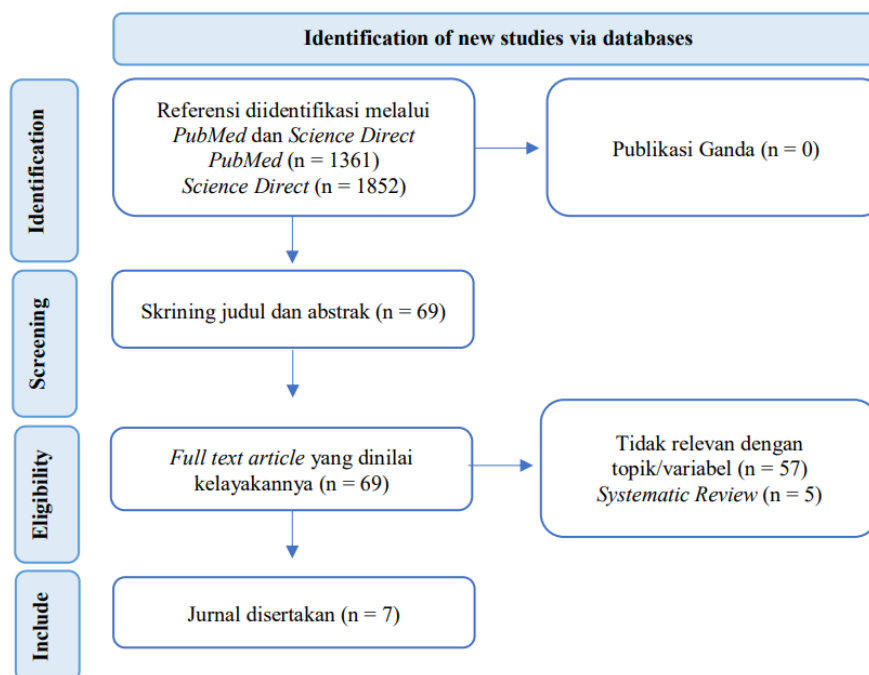 Identification of new studies via databases
Identification
Referensi diidentifikasi melalui
PubMed dan Science Direct
PubMed (n = 1361)
Science Direct (n = 1852)
Publikasi Ganda (n = 0)
Screening
Skrining judul dan abstrak (n = 69)
Eligibility
Full text article yang dinilai
kelayakannya (n = 69)
Tidak relevan dengan
topik/variabel (n = 57)
Systematic Review (n = 5)
Include
Jurnal disertakan (n = 7)